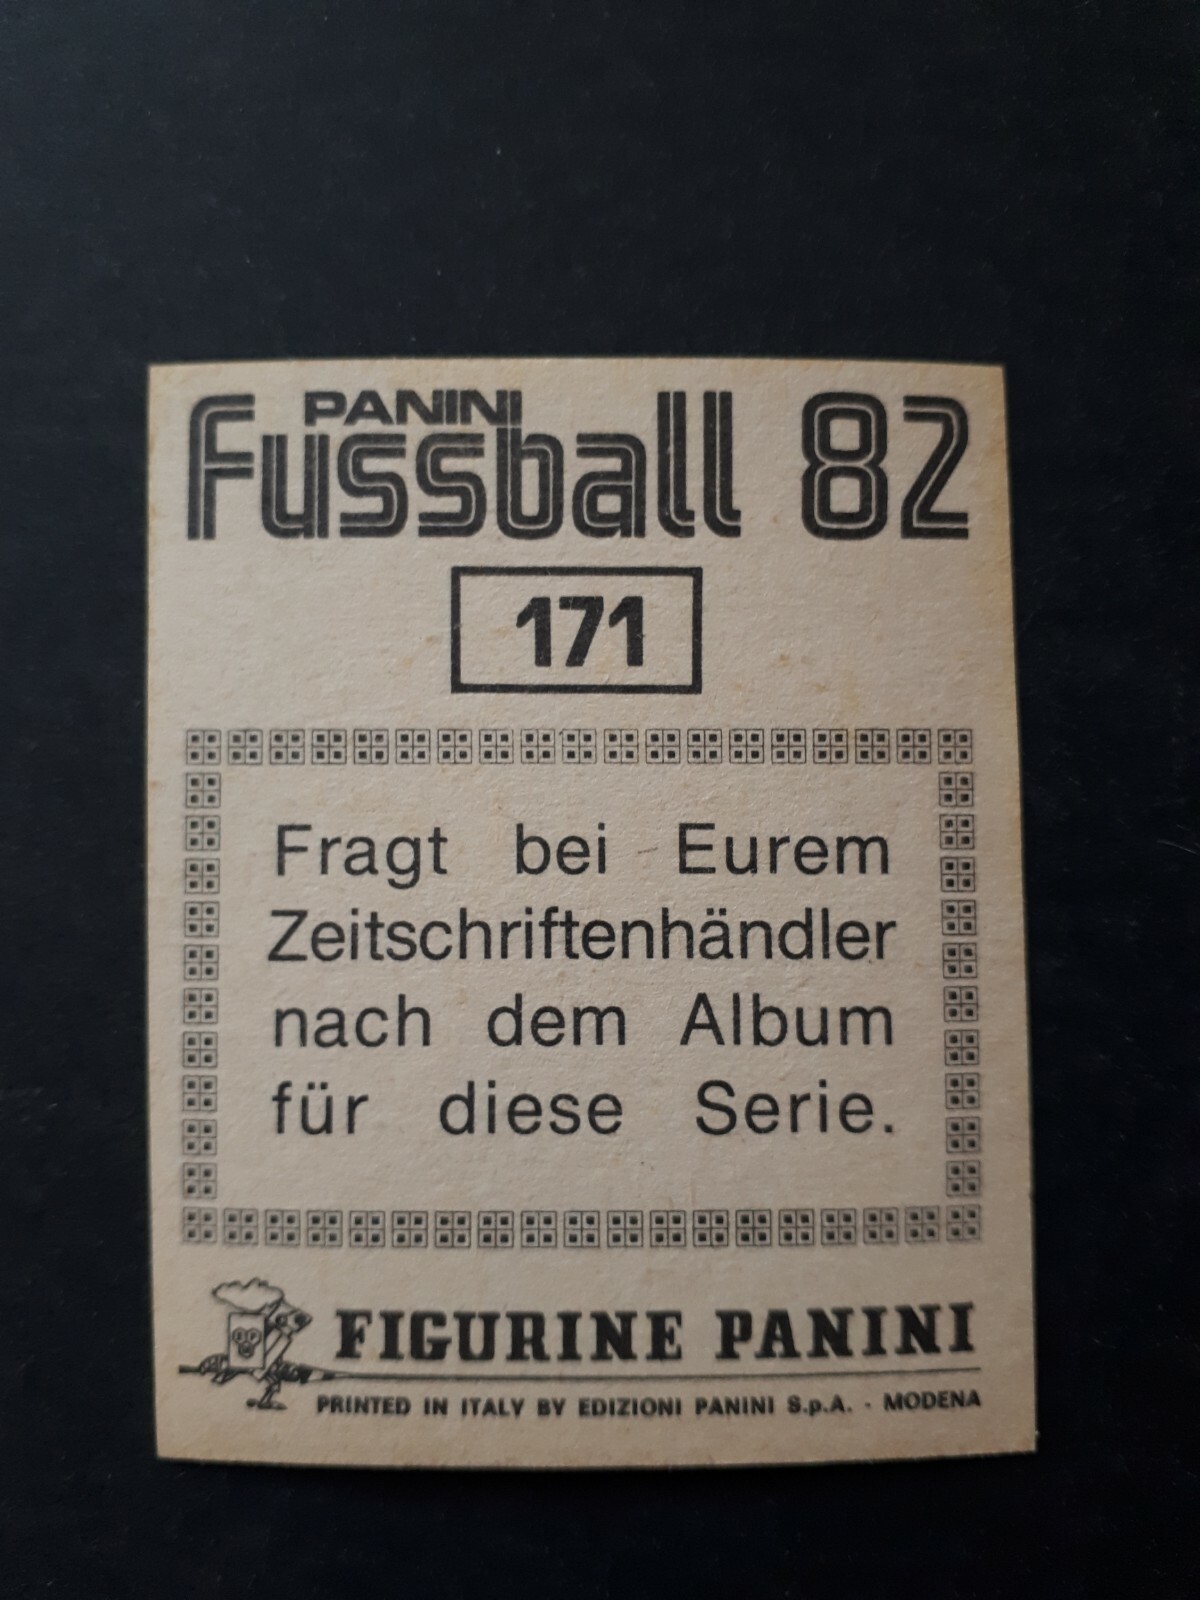 PANINI
Fussball 82
171
Fragt bei Eurem
Zeitschriftenhändler
nach dem Album
für diese Serie.
FIGURINE PANINI
PRINTED IN ITALY BY EDIZIONI PANINI S.p.A. - MODENA